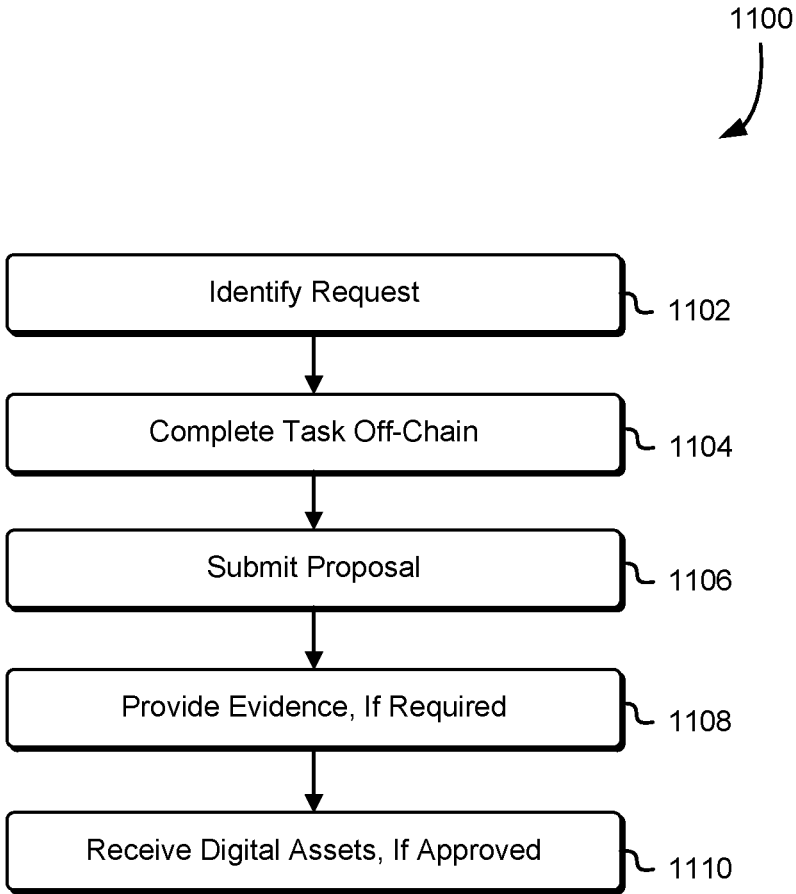 1100
Identify Request
1102
Complete Task Off-Chain
1104
Submit Proposal
1106
Provide Evidence, If Required
1108
Receive Digital Assets, If Approved
1110